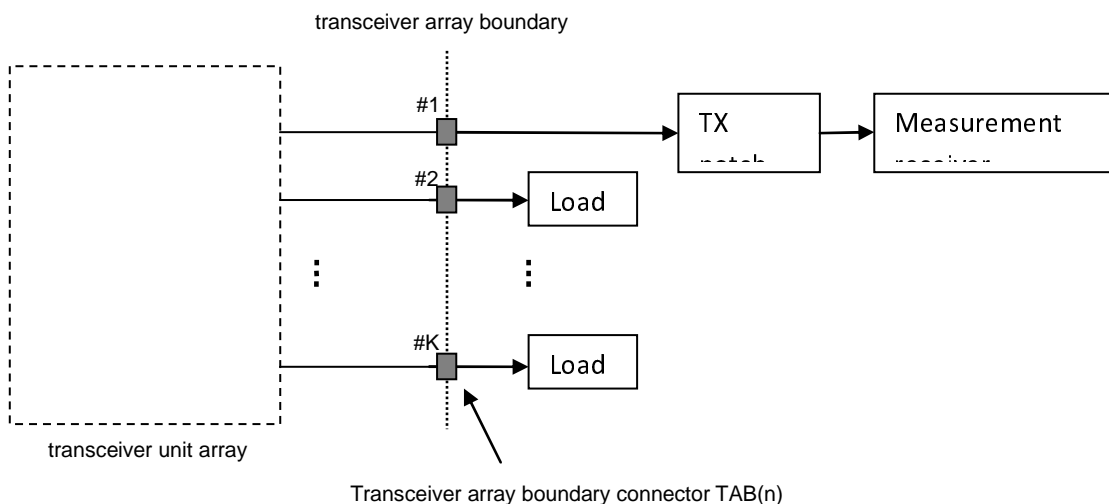 transceiver array boundary
#1
TX
Measurement
#2
Load
#K
Load
transceiver unit array
Transceiver array boundary connector TAB(n)